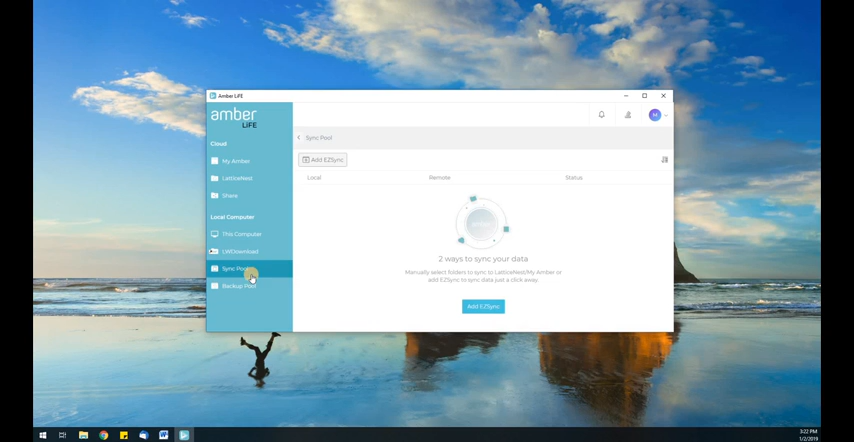 Amber LiFE
amber
LIFE
Cloud
My Amber
LatticeNest
Share
Local Computer
This Computer
LWDownload
Sync Pool
Backup Pool
M
Sync Pool
Add EZSync
Local Remote Status
2 ways to sync your data
Manually select folders to sync to LatticeNest/My Amber or
add EZSync to sync data just a click away.
Add EZSync
3:22 PM
1/2/2019